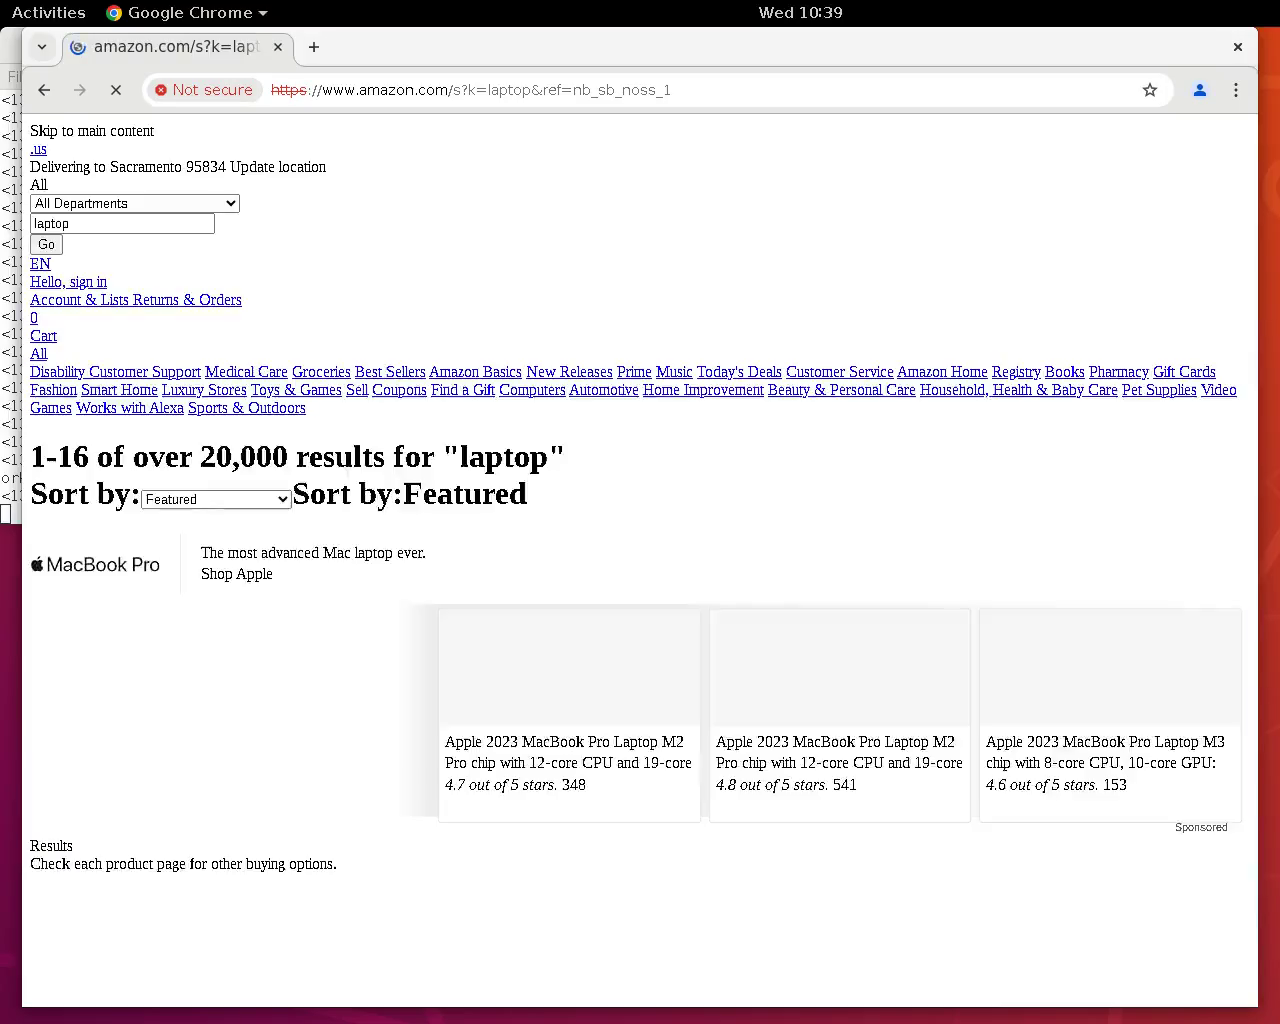 Activities
Google Chrome
Wed 10:39
amazon.com/s?k=lapt
Not secure
https://www.amazon.com/s?k=laptop&ref=nb_sb_noss_1
Skip to main content
.us
Delivering to Sacramento 95834 Update location
All
All Departments
laptop
Go
EN
Hello, sign in
Account & Lists Returns & Orders
0
Cart
All
Disability Customer Support Medical Care Groceries Best Sellers Amazon Basics New Releases Prime Music Today's Deals Customer Service Amazon Home Registry Books Pharmacy Gift Cards
Fashion Smart Home Luxury Stores Toys & Games Sell Coupons Find a Gift Computers Automotive Home Improvement Beauty & Personal Care Household, Health & Baby Care Pet Supplies Video
Games Works with Alexa Sports & Outdoors
1-16 of over 20,000 results for "laptop"
Sort by: Featured Sort by:Featured
MacBook Pro
The most advanced Mac laptop ever.
Shop Apple
Apple 2023 MacBook Pro Laptop M2
Pro chip with 12-core CPU and 19-core
4.7 out of 5 stars. 348
Apple 2023 MacBook Pro Laptop M2
Pro chip with 12-core CPU and 19-core
4.8 out of 5 stars. 541
Apple 2023 MacBook Pro Laptop M3
chip with 8-core CPU, 10-core GPU:
4.6 out of 5 stars. 153
Sponsored
Results
Check each product page for other buying options.